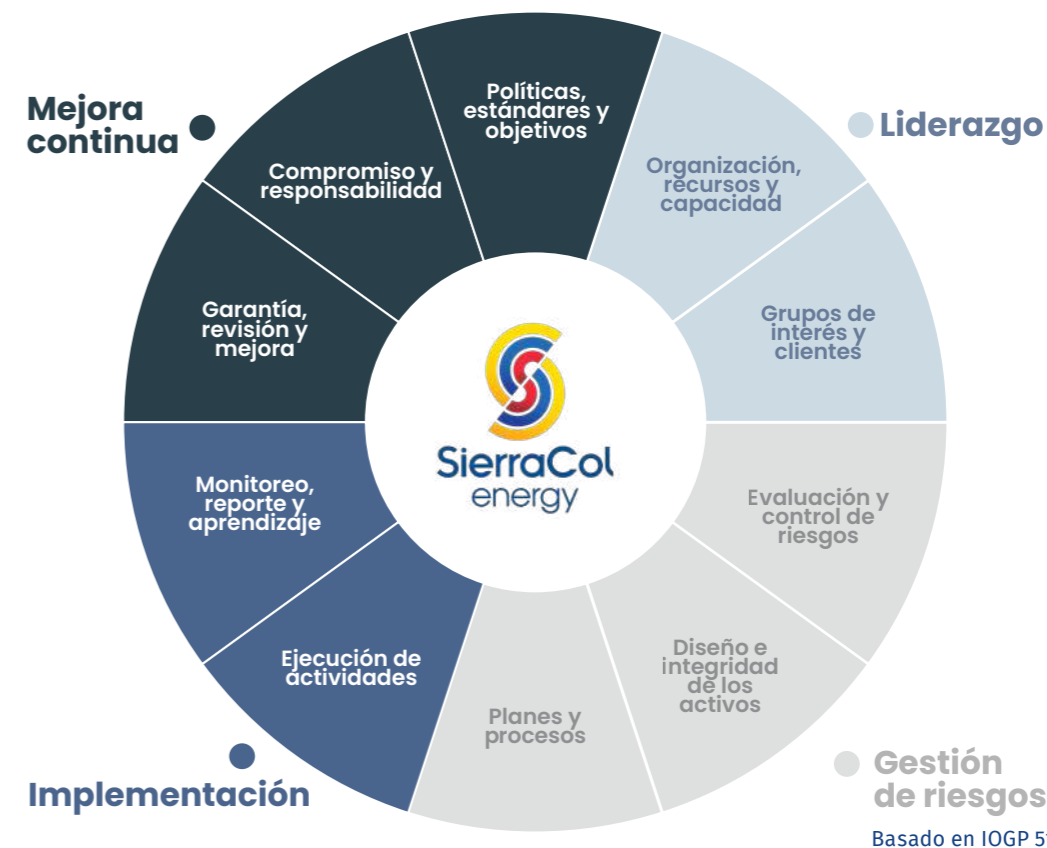 Mejora
continua
Liderazgo
Políticas,
estándares y
objetivos
Compromiso y
responsabilidad
Organización,
recursos y
capacidad
Garantía,
revisión y
mejora
Grupos de
interés y
clientes
SierraCol
energy
Monitoreo,
reporte y
aprendizaje
Evaluación y
control de
riesgos
Ejecución de
actividades
Diseño e
integridad
de los
activos
Planes y
procesos
Implementación
Gestión
de riesgos
Basado en IOGP